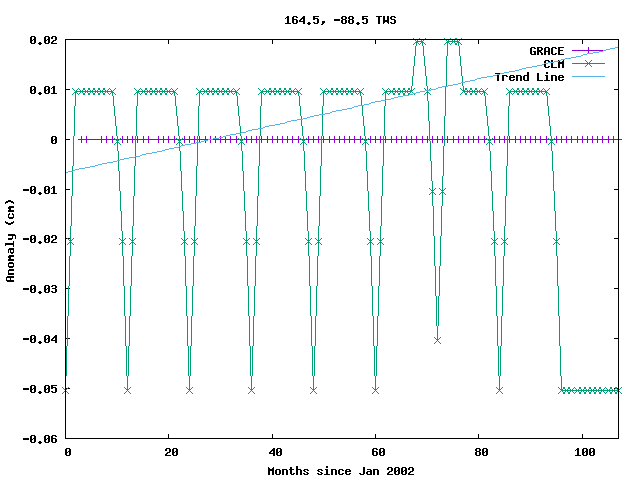 164.5, -88.5 TWS
GRACE
CLM
Trend Line
0.02
0.01
0
-0.01
-0.02
-0.03
-0.04
-0.05
-0.06
Anomaly (cm)
0 20 40 60 80 100
Months since Jan 2002